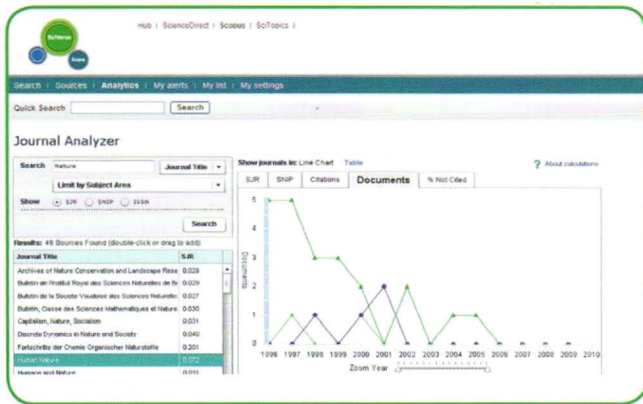 Hub | ScienceDirect | Scopus | SciTopics |
SciVerse
Search | Sources | Analytics | My alerts | My list | My settings
Quick Search Search
Journal Analyzer
Search Nature Journal Title
Limit by Subject Area
Show SJR SNIP ISSN
Search
Results: 46 Sources Found (double-click or drag to add)
Journal Title SJR
Archives of Nature Conservation and Landscape Rese 0.029
Bulletin de l'Institut Royal des Sciences Naturelles de Be 0.029
Bulletin de la Societe Vaudoise des Sciences Naturelles 0.027
Bulletin, Classe des Sciences Mathematiques et Nature 0.030
Capitalism, Nature, Socialism 0.031
Discrete Dynamics in Nature and Society 0.040
Fortschritte der Chemie Organischer Naturstoffe 0.201
Human Nature 0.072
Humana and Nature
Show journals in: Line Chart Table
? About calculations
SJR SNIP Citations Documents % Not Cited
Documents
5
4
3
2
1
0
1996 1997 1998 1999 2000 2001 2002 2003 2004 2005 2006 2007 2008 2009 2010
Zoom Year